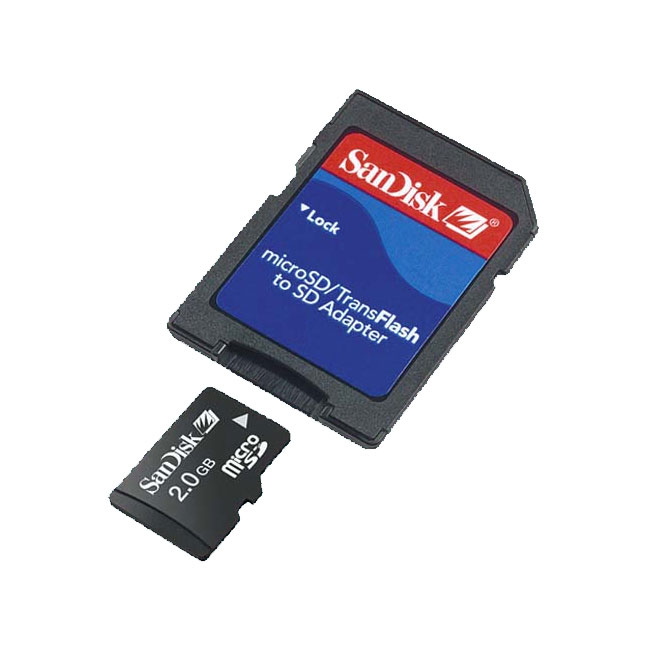 SanDisk ®
Lock
microSD/TransFlash
to SD Adapter
SanDisk
2.0 GB
micro
SD